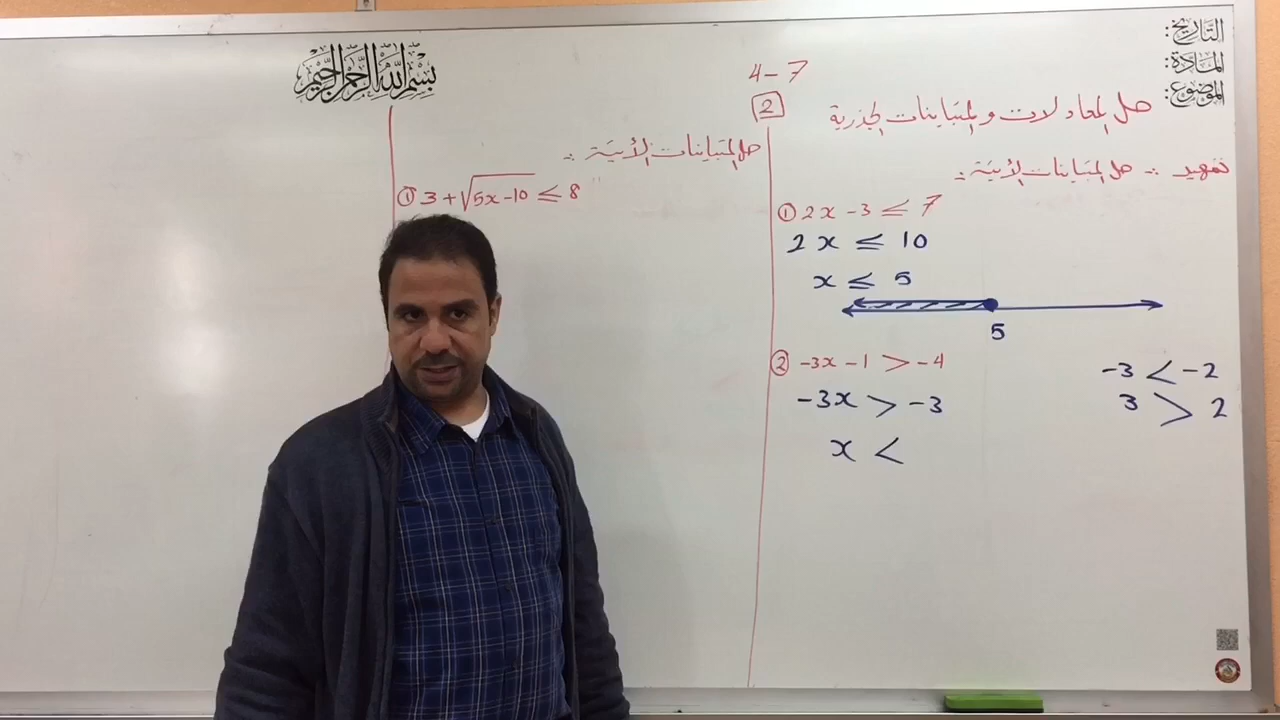 التاريخ:
المادة:
الموضوع:
بسم الله الرحمن الرحيم
4-7
2
حل المعادلات والمتباينات الجذرية
تمهيد :- حل المتباينات الآتية :
① 2x - 3 ≤ 7
2x ≤ 10
x ≤ 5
5
② -3x - 1 > -4
-3x > -3
x <
-3 < -2
3 > 2
حل المتباينات الآتية :
① 3 + √(5x-10) ≤ 8